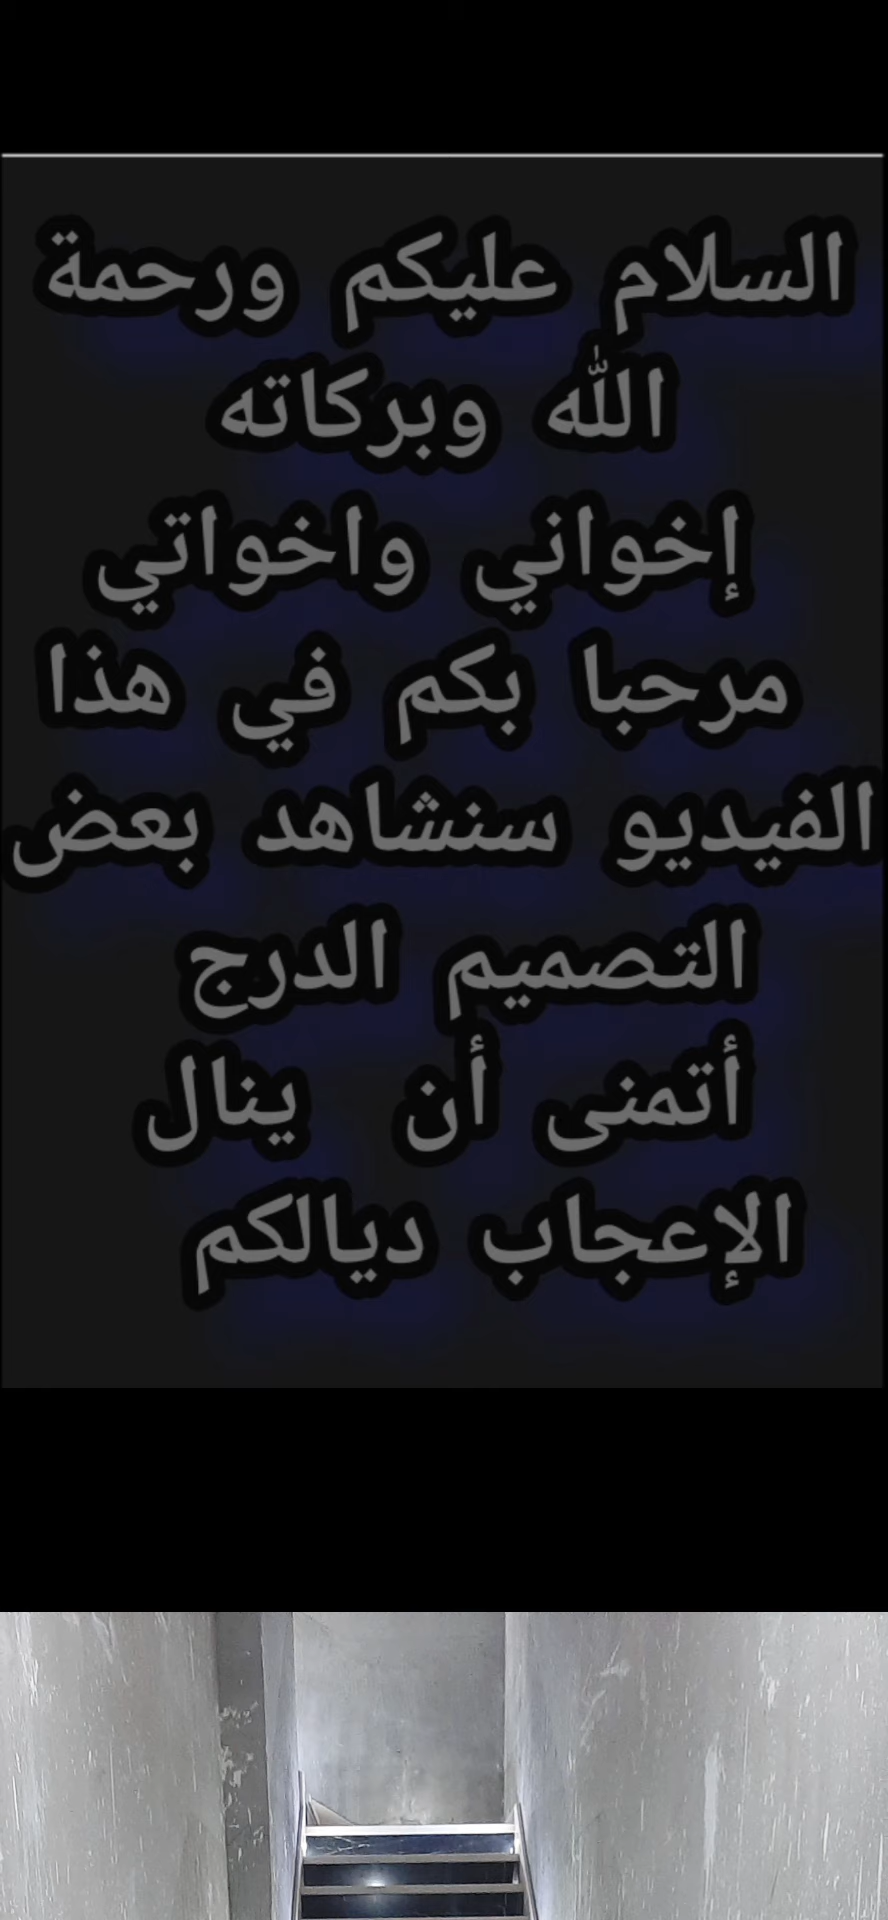 السلام عليكم ورحمة
الله وبركاته
إخواني واخواتي
مرحبا بكم في هذا
الفيديو سنشاهد بعض
التصميم الدرج
أتمنى أن ينال
الإعجاب ديالكم